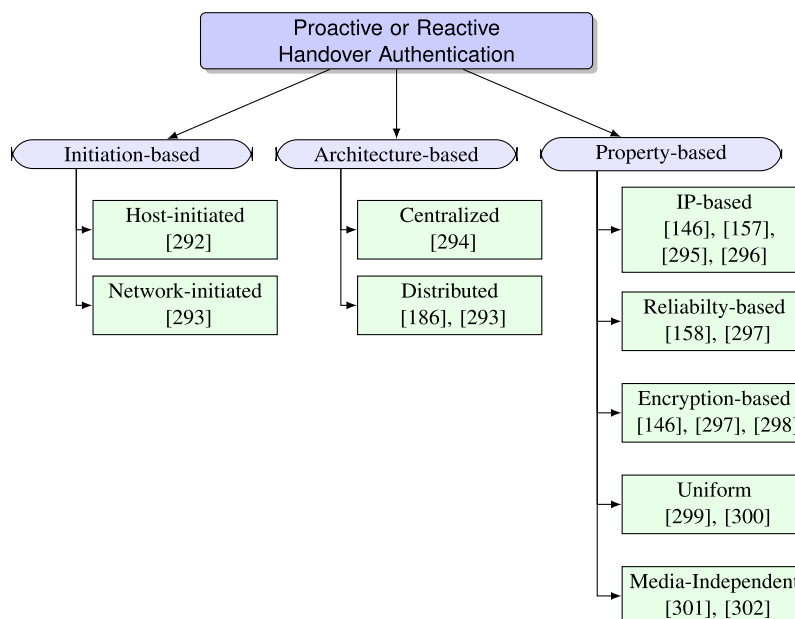 Proactive or Reactive
Handover Authentication
Initiation-based
Architecture-based
Property-based
Host-initiated
[292]
Network-initiated
[293]
Centralized
[294]
Distributed
[186], [293]
IP-based
[146], [157],
[295], [296]
Reliabilty-based
[158], [297]
Encryption-based
[146], [297], [298]
Uniform
[299], [300]
Media-Independent
[301], [302]